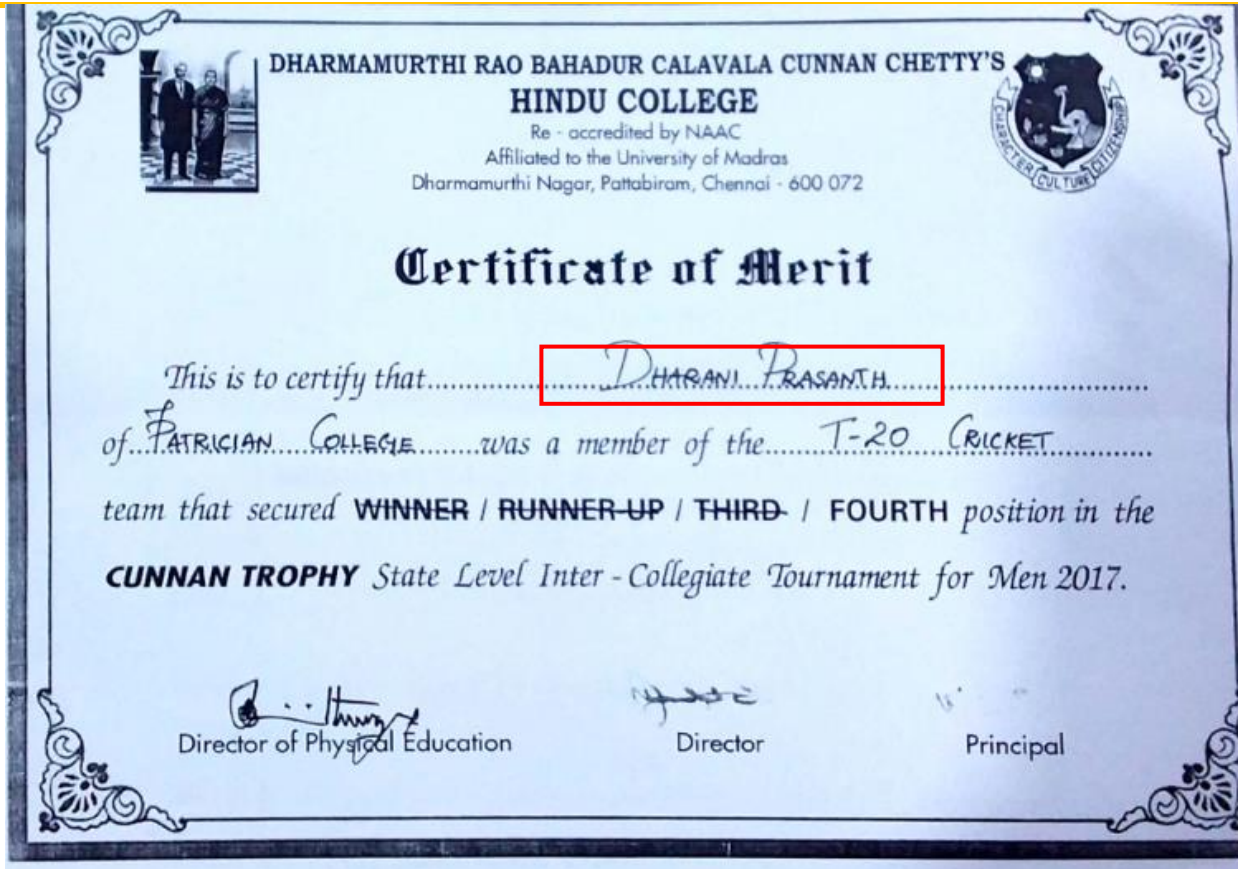 DHARMAMURTHI RAO BAHADUR CALAVALA CUNNAN CHETTY'S
HINDU COLLEGE
Re - accredited by NAAC
Affiliated to the University of Madras
Dharmamurthi Nagar, Pattabiram, Chennai - 600 072
CHARACTER CULTURE CITIZENSHIP
Certificate of Merit
This is to certify that..........DHARANI PRASANTH..........
of..PATRICIAN COLLEGE.......was a member of the.......T-20 CRICKET..........
team that secured WINNER / RUNNER-UP / THIRD / FOURTH position in the
CUNNAN TROPHY State Level Inter - Collegiate Tournament for Men 2017.
Director of Physical Education Director Principal